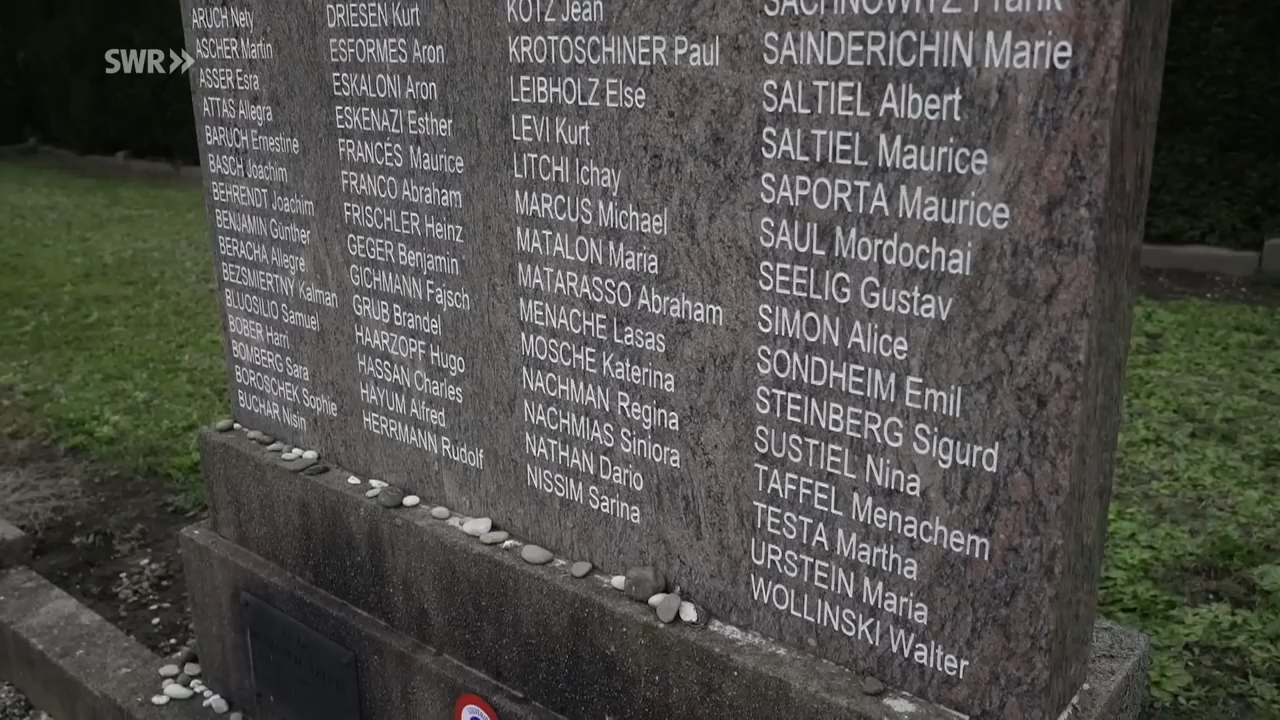 SWR»
ARUCH Nety
ASCHER Martin
ASSER Esra
ATTAS Allegra
BARUCH Ernestine
BASCH Joachim
BEHRENDT Joachim
BENJAMIN Günther
BERACHA Allegre
BEZSMIERTNY Kalman
BLUOSILIO Samuel
BOBER Harri
BOMBERG Sara
BOROSCHEK Sophie
BUCHAR Nisin
DRIESEN Kurt
ESFORMES Aron
ESKALONI Aron
ESKENAZI Esther
FRANCES Maurice
FRANCO Abraham
FRISCHLER Heinz
GEGER Benjamin
GICHMANN Fajsch
GRUB Brandel
HAARZOPF Hugo
HASSAN Charles
HAYUM Alfred
HERRMANN Rudolf
KOTZ Jean
KROTOSCHINER Paul
LEIBHOLZ Else
LEVI Kurt
LITCHI Ichay
MARCUS Michael
MATALON Maria
MATARASSO Abraham
MENACHE Lasas
MOSCHE Katerina
NACHMAN Regina
NACHMIAS Siniora
NATHAN Dario
NISSIM Sarina
SACHNOWITZ Frank
SAINDERICHIN Marie
SALTIEL Albert
SALTIEL Maurice
SAPORTA Maurice
SAUL Mordochai
SEELIG Gustav
SIMON Alice
SONDHEIM Emil
STEINBERG Sigurd
SUSTIEL Nina
TAFFEL Menachem
TESTA Martha
URSTEIN Maria
WOLLINSKI Walter